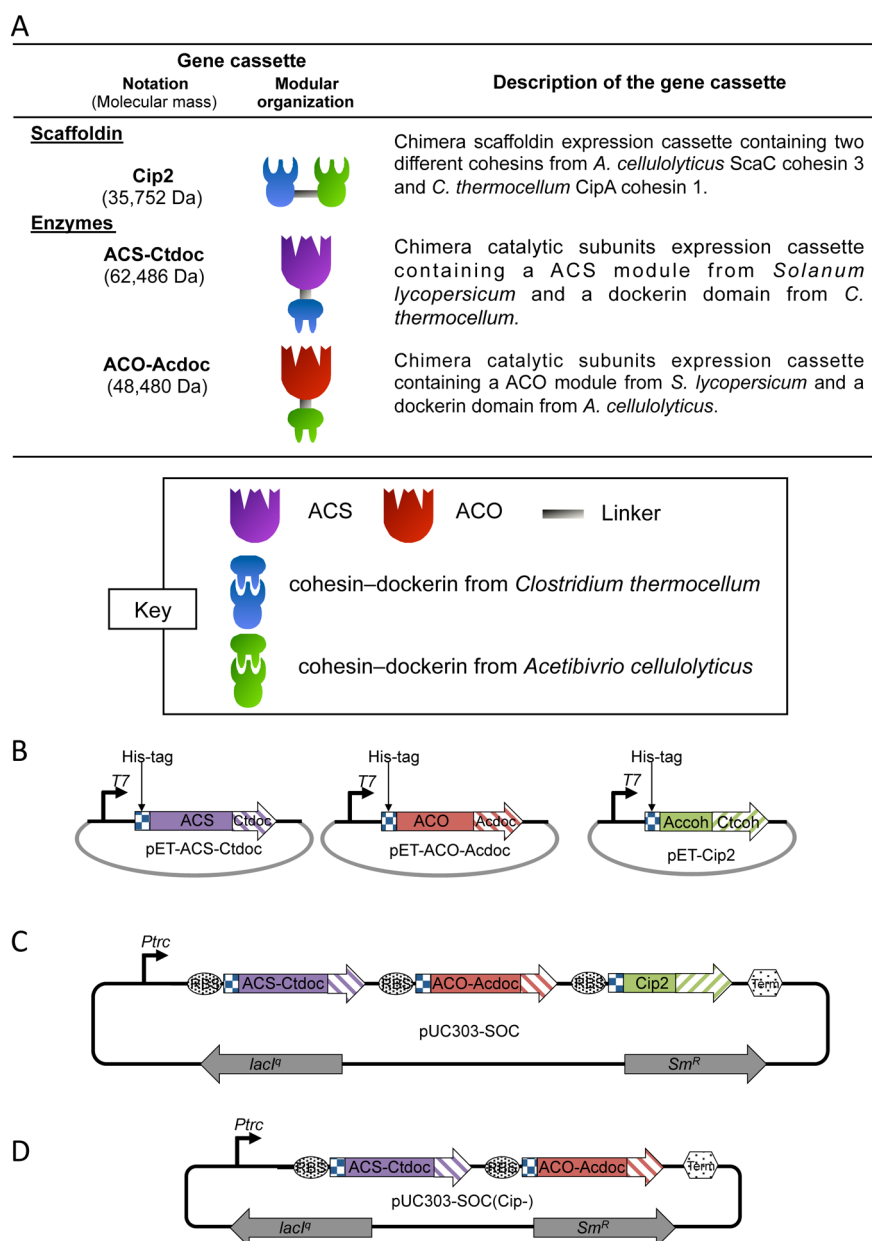 A
Gene cassette
Notation
(Molecular mass)
Modular
organization
Description of the gene cassette
Scaffoldin
Cip2
(35,752 Da)
Chimera scaffoldin expression cassette containing two
different cohesins from A. cellulolyticus ScaC cohesin 3
and C. thermocellum CipA cohesin 1.
Enzymes
ACS-Ctdoc
(62,486 Da)
Chimera catalytic subunits expression cassette
containing a ACS module from Solanum
lycopersicum and a dockerin domain from C.
thermocellum.
ACO-Acdoc
(48,480 Da)
Chimera catalytic subunits expression cassette
containing a ACO module from S. lycopersicum and a
dockerin domain from A. cellulolyticus.
Key
ACS
ACO
Linker
cohesin–dockerin from Clostridium thermocellum
cohesin–dockerin from Acetibivrio cellulolyticus
B
His-tag
T7
ACS
Ctdoc
pET-ACS-Ctdoc
His-tag
T7
ACO
Acdoc
pET-ACO-Acdoc
His-tag
T7
Accoh
Ctcoh
pET-Cip2
C
Ptrc
RBS
ACS-Ctdoc
RBS
ACO-Acdoc
RBS
Cip2
Term
pUC303-SOC
lacIq
SmR
D
Ptrc
RBS
ACS-Ctdoc
RBS
ACO-Acdoc
Term
pUC303-SOC(Cip-)
lacIq
SmR